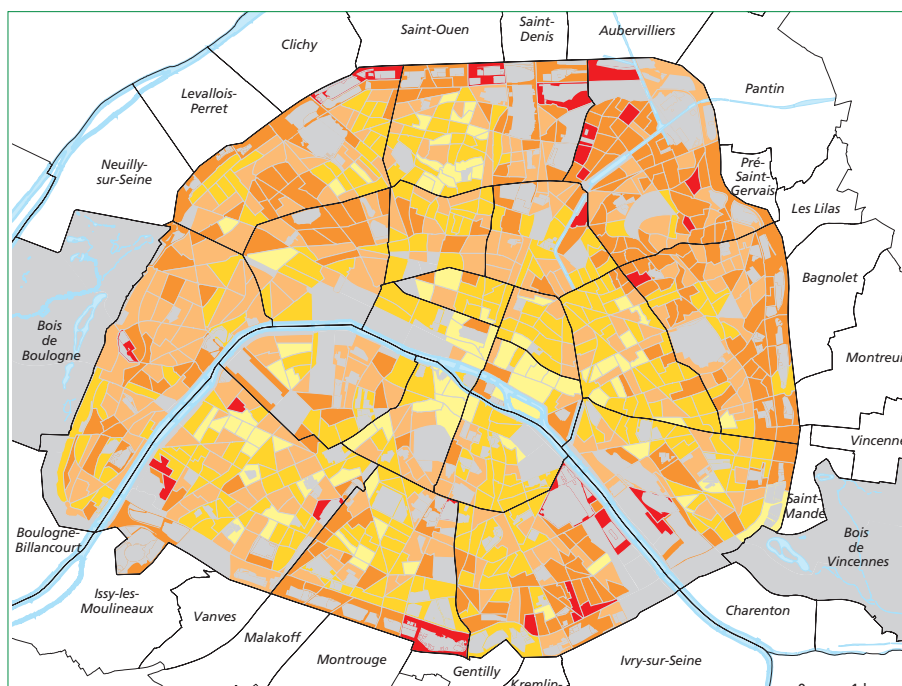 Saint-Ouen
Saint-
Denis
Aubervilliers
Clichy
Levallois-
Perret
Pantin
Neuilly-
sur-Seine
Pré-
Saint-
Gervais
Les Lilas
Bagnolet
Bois
de
Boulogne
Montreuil
Vincenne
Saint-
Mandé
Bois
de
Vincennes
Boulogne-
Billancourt
Issy-les-
Moulineaux
Vanves
Malakoff
Montrouge
Gentilly
Kremlin-
Ivry-sur-Seine
Charenton